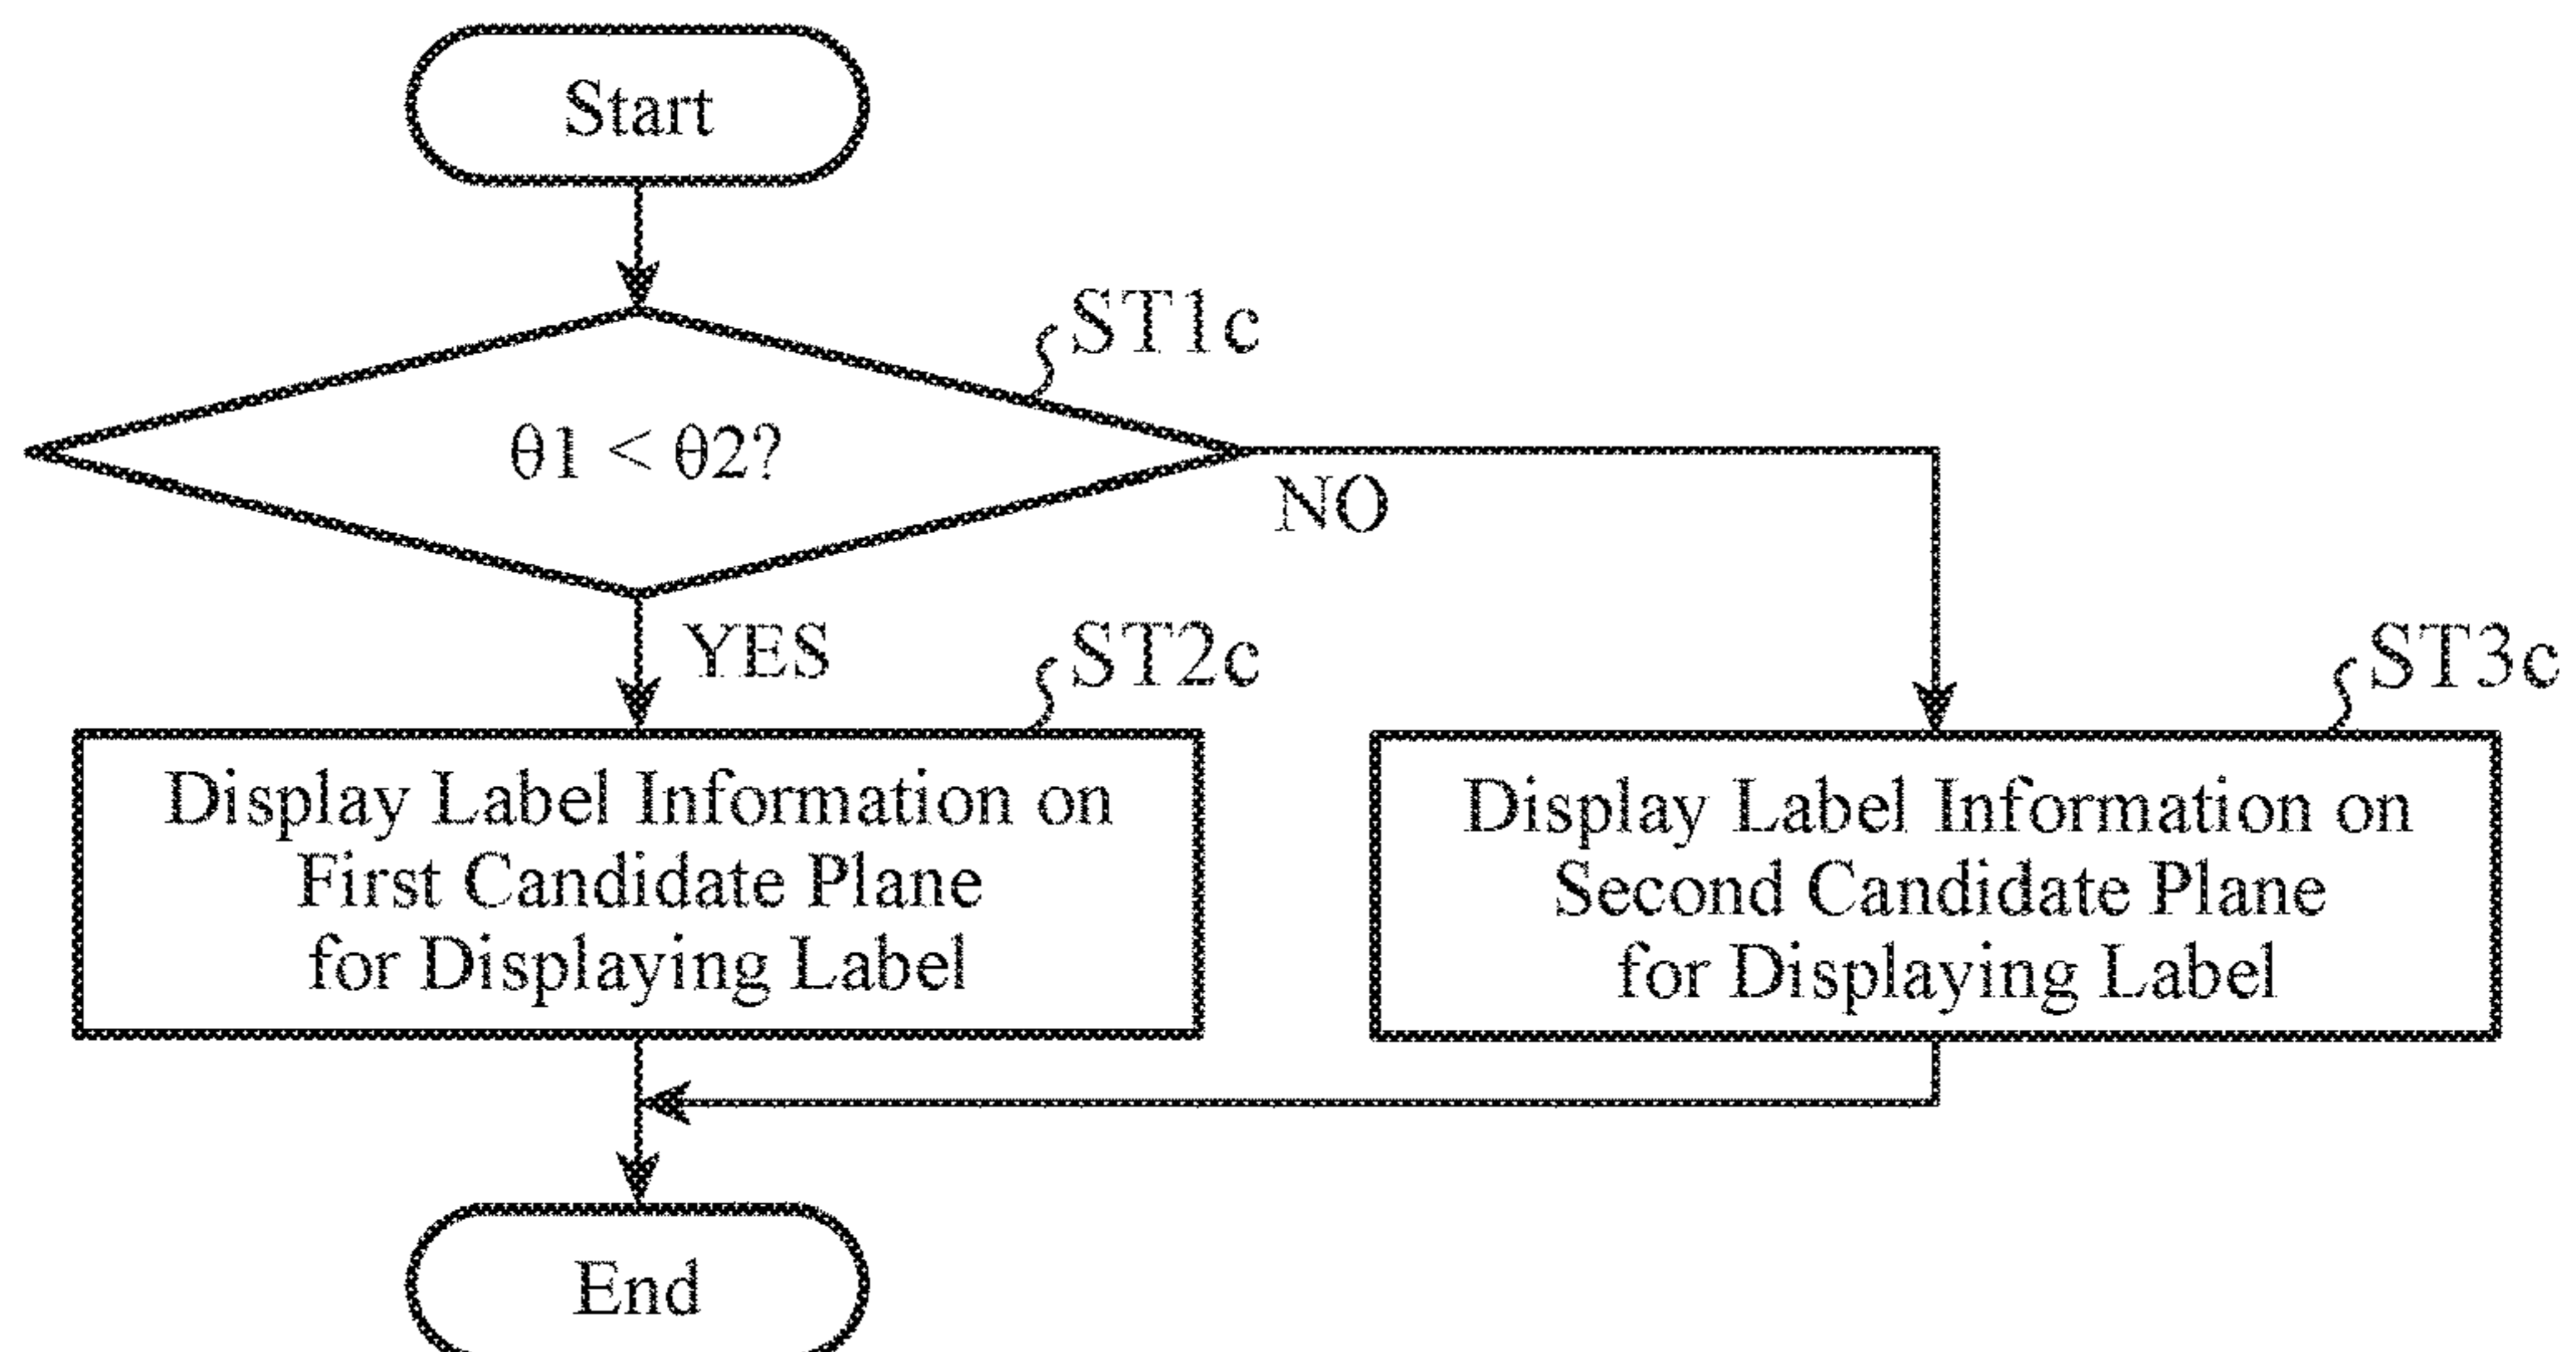 Start
ST1c
θ1 < θ2?
NO
YES
ST2c
ST3c
Display Label Information on
First Candidate Plane
for Displaying Label
Display Label Information on
Second Candidate Plane
for Displaying Label
End